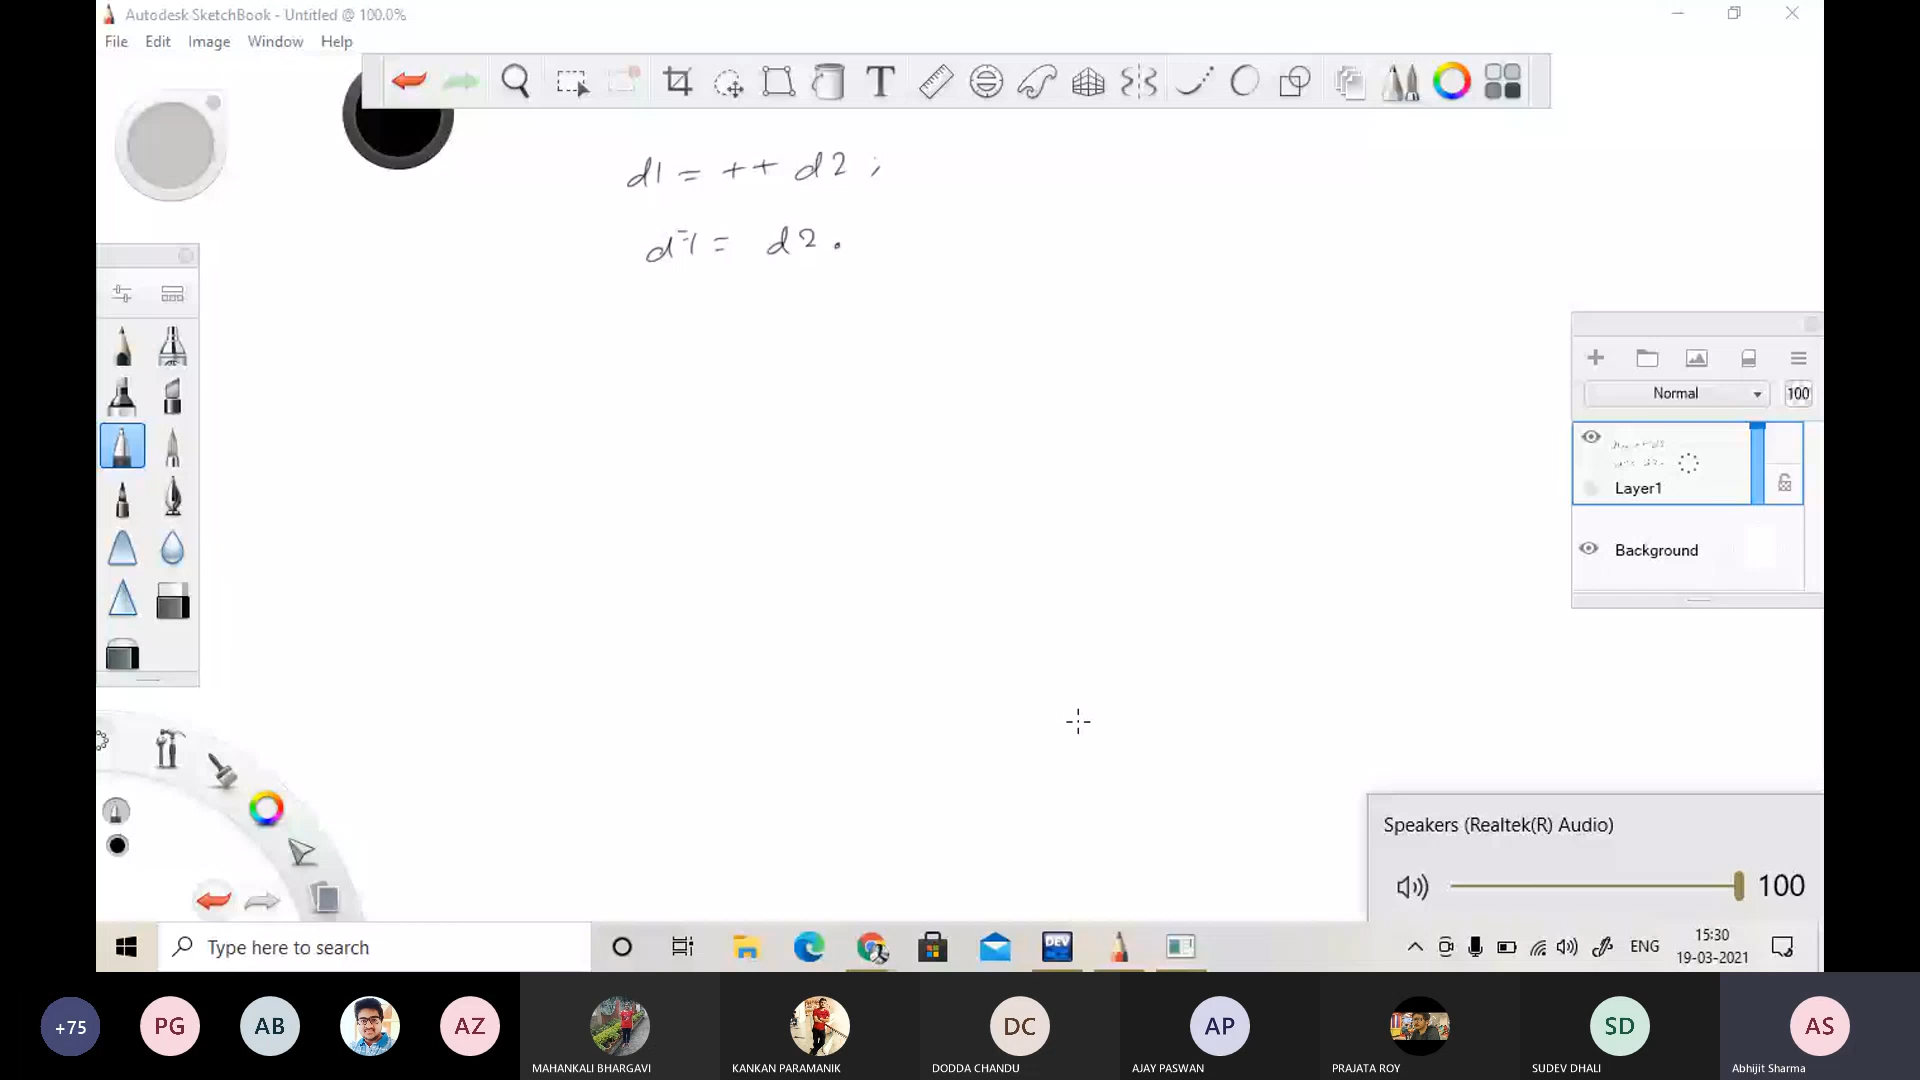 Autodesk SketchBook - Untitled @ 100.0%
File Edit Image Window Help
d1 = ++ d2 ;
d1 = d2 .
Normal 100
Layer1
Background
Speakers (Realtek(R) Audio)
100
Type here to search
DEV
ENG
15:30
19-03-2021
+75 PG AB AZ DC AP SD AS
MAHANKALI BHARGAVI KANKAN PARAMANIK DODDA CHANDU AJAY PASWAN PRAJATA ROY SUDEV DHALI Abhijit Sharma